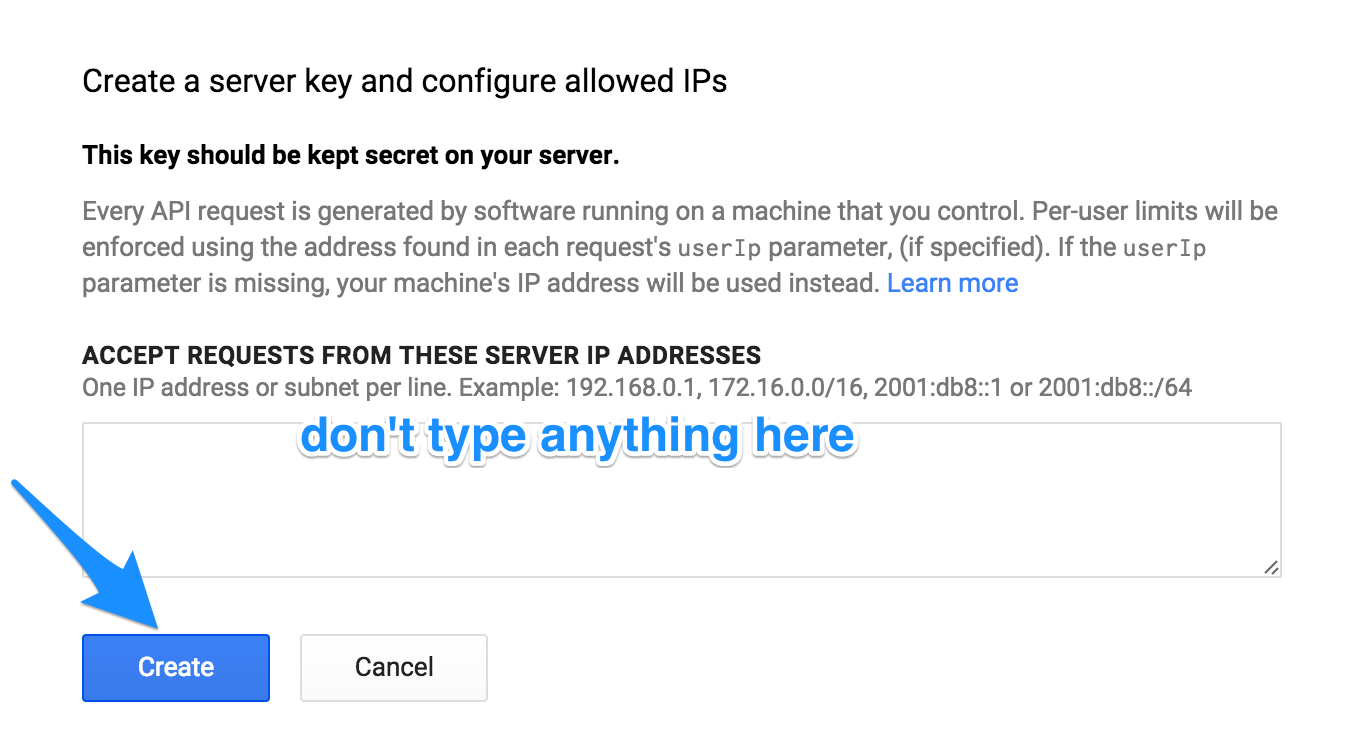 Create a server key and configure allowed IPs
This key should be kept secret on your server.
Every API request is generated by software running on a machine that you control. Per-user limits will be
enforced using the address found in each request's userIp parameter, (if specified). If the userIp
parameter is missing, your machine's IP address will be used instead. Learn more
ACCEPT REQUESTS FROM THESE SERVER IP ADDRESSES
One IP address or subnet per line. Example: 192.168.0.1, 172.16.0.0/16, 2001:db8::1 or 2001:db8::/64
don't type anything here
Create Cancel